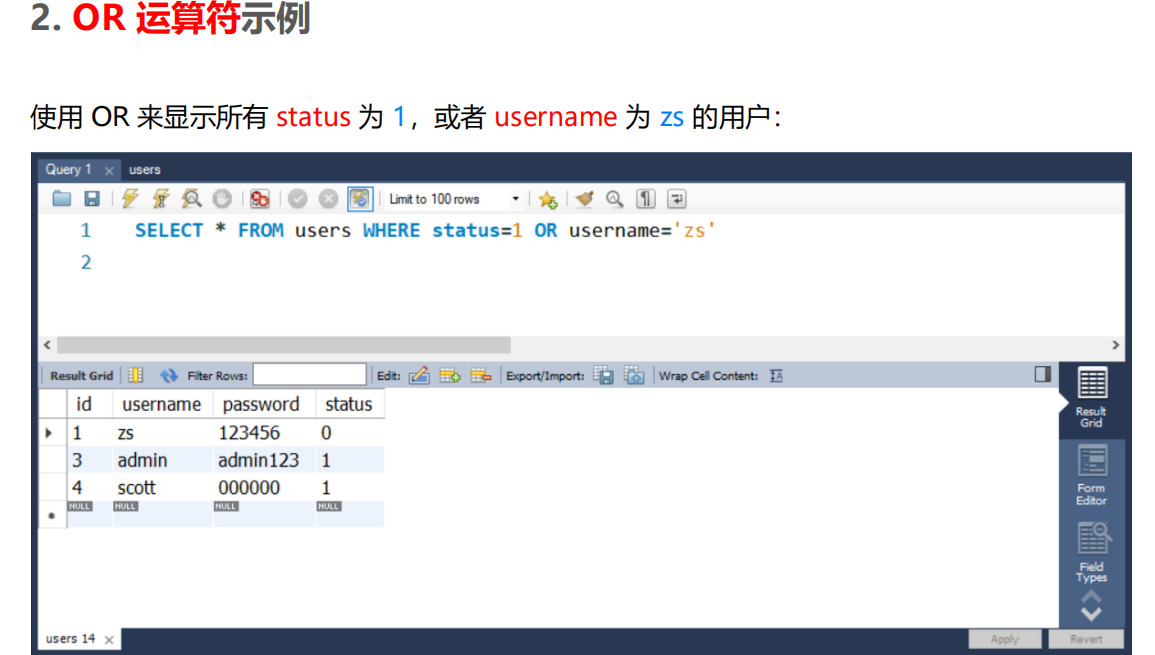 2. OR 运算符示例
使用 OR 来显示所有 status 为 1，或者 username 为 zs 的用户：
Query 1 × users
Limit to 100 rows
1 SELECT * FROM users WHERE status=1 OR username='zs'
2
Result Grid Filter Rows: Edit: Export/Import: Wrap Cell Content:
Result
Grid
id username password status
1 zs 123456 0
3 admin admin123 1
4 scott 000000 1
NULL NULL NULL NULL
Form
Editor
Field
Types
users 14 × Apply Revert